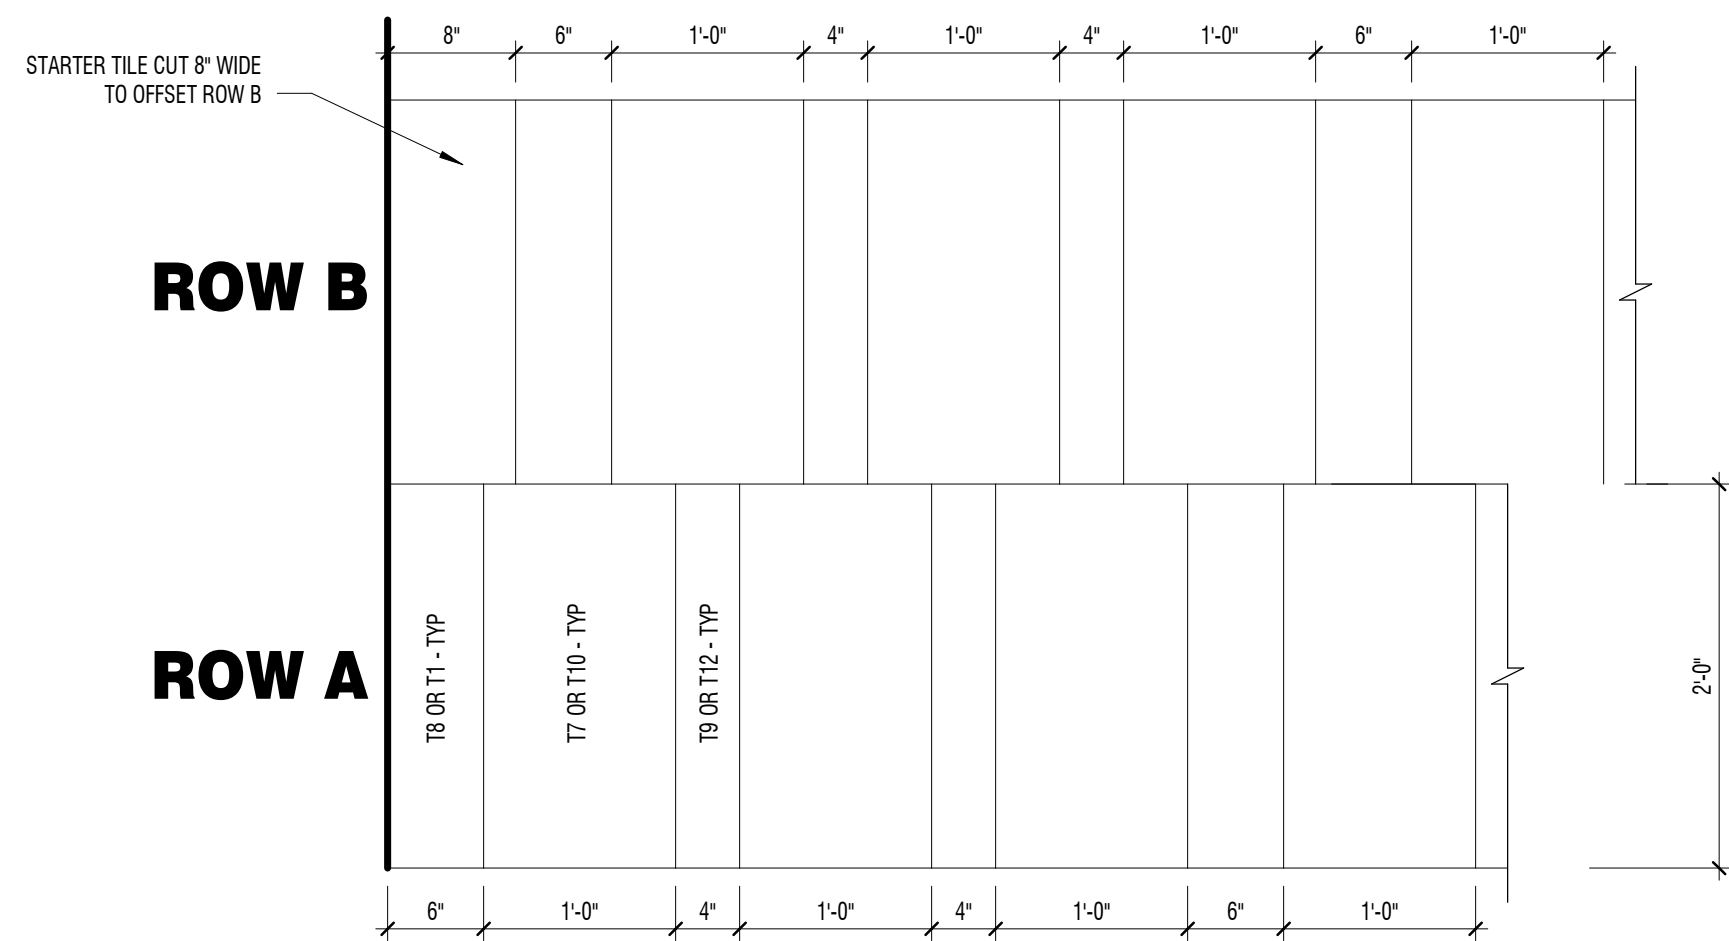 8" 6" 1'-0" 4" 1'-0" 4" 1'-0" 6" 1'-0"
STARTER TILE CUT 8" WIDE
TO OFFSET ROW B
ROW B
ROW A
T8 OR T1 - TYP
T7 OR T10 - TYP
T9 OR T12 - TYP
2'-0"
6" 1'-0" 4" 1'-0" 4" 1'-0" 6" 1'-0"